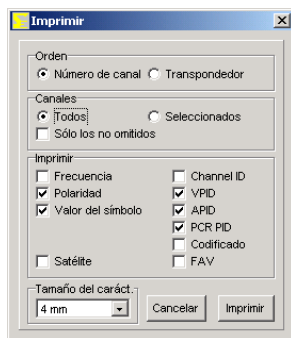 Imprimir
Orden
Número de canal Transpondedor
Canales
Todos Seleccionados
Sólo los no omitidos
Imprimir
Frecuencia Channel ID
Polaridad VPID
Valor del símbolo APID
PCR PID
Codificado
Satélite FAV
Tamaño del caráct.
4 mm Cancelar Imprimir